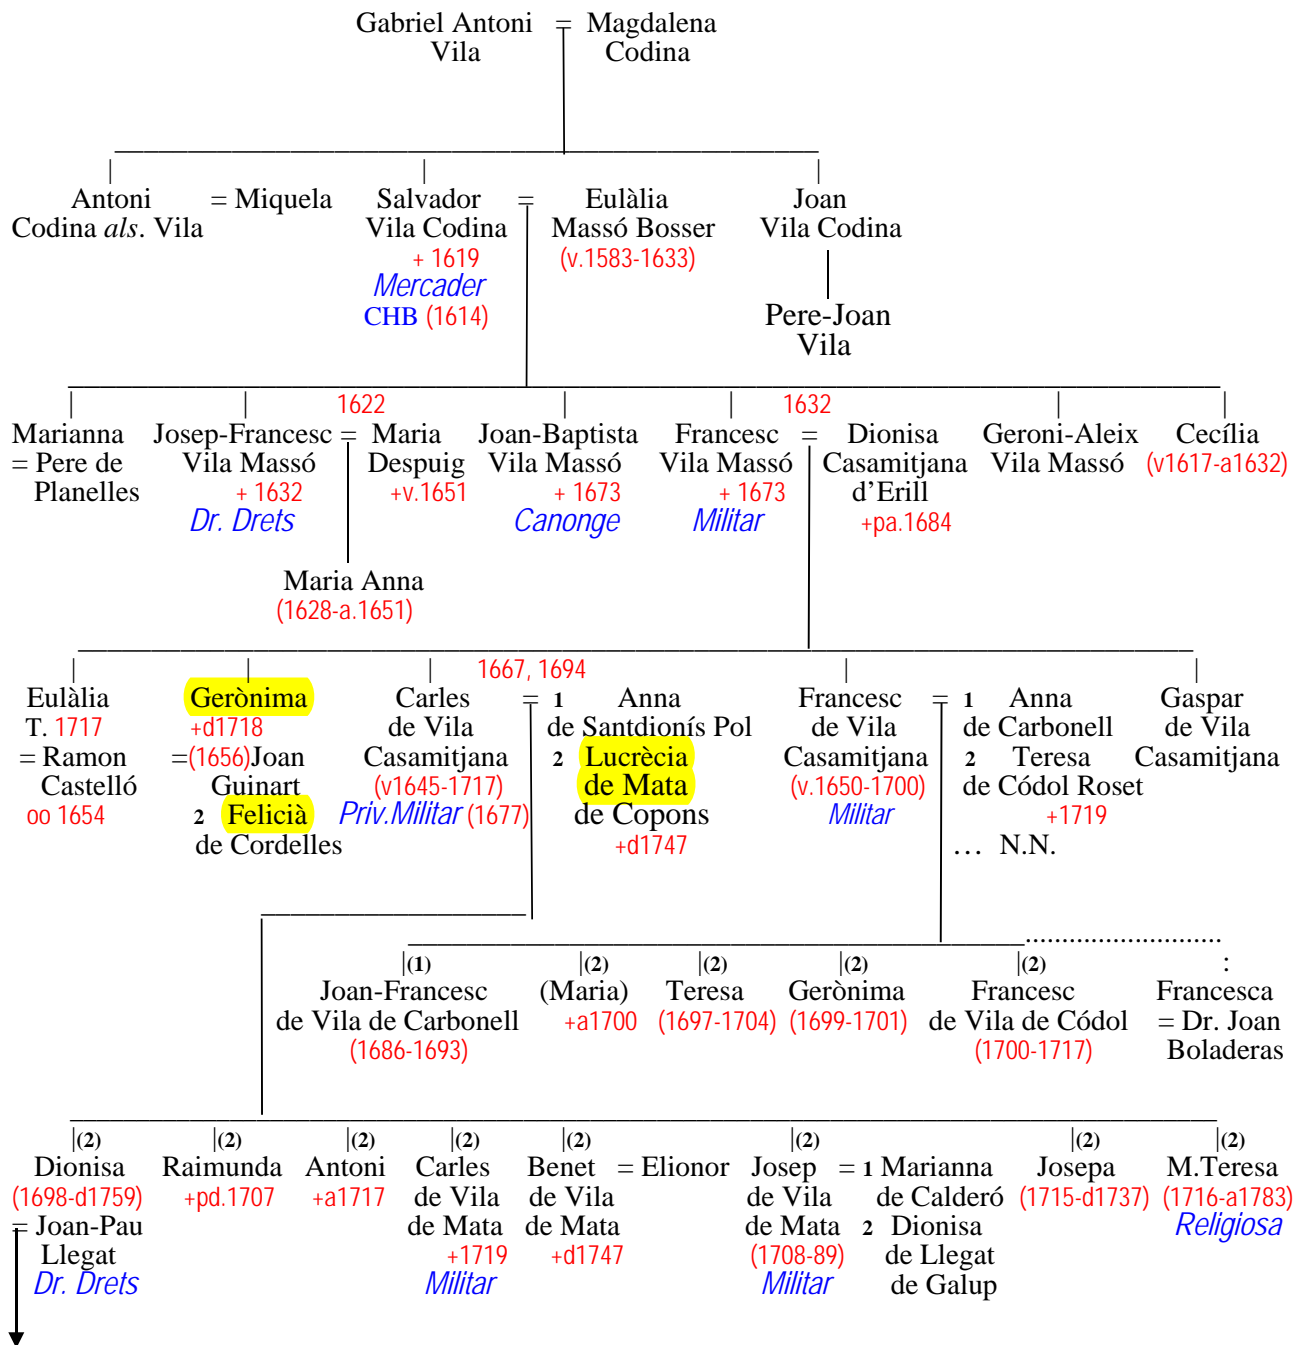 Gabriel Antoni = Magdalena
Vila Codina
Antoni = Miquela Salvador = Eulàlia Joan
Codina als. Vila Vila Codina Massó Bosser Vila Codina
+ 1619 (v.1583-1633)
Mercader
CHB (1614) Pere-Joan
Vila
1622 1632
Marianna Josep-Francesc = Maria Joan-Baptista Francesc = Dionisa Geroni-Aleix Cecília
= Pere de Vila Massó Despuig Vila Massó Vila Massó Casamitjana Vila Massó (v1617-a1632)
Planelles + 1632 +v.1651 + 1673 + 1673 d'Erill
Dr. Drets Canonge Militar +pa.1684
Maria Anna
(1628-a.1651)
1667, 1694
Eulàlia Gerònima Carles = 1 Anna Francesc = 1 Anna Gaspar
T. 1717 +d1718 de Vila de Santdionís Pol de Vila de Carbonell de Vila
= Ramon =(1656)Joan Casamitjana 2 Lucrècia Casamitjana 2 Teresa Casamitjana
Castelló Guinart (v1645-1717) de Mata (v.1650-1700) de Códol Roset
oo 1654 2 Felicià Priv.Militar (1677) de Copons Militar +1719
de Cordelles +d1747 … N.N.
(1) (2) (2) (2) (2) :
Joan-Francesc (Maria) Teresa Gerònima Francesc Francesca
de Vila de Carbonell +a1700 (1697-1704) (1699-1701) de Vila de Códol = Dr. Joan
(1686-1693) (1700-1717) Boladeras
(2) (2) (2) (2) (2) (2) (2) (2)
Dionisa Raimunda Antoni Carles Benet = Elionor Josep = 1 Marianna Josepa M.Teresa
(1698-d1759) +pd.1707 +a1717 de Vila de Vila de Vila de Calderó (1715-d1737) (1716-a1783)
= Joan-Pau de Mata de Mata de Mata 2 Dionisa Religiosa
Llegat +1719 +d1747 (1708-89) de Llegat
Dr. Drets Militar Militar de Galup